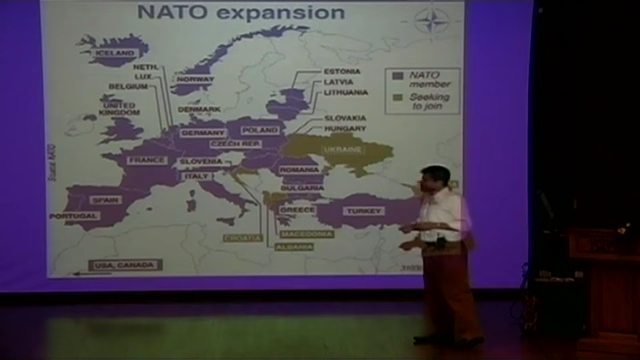 NATO expansion
ICELAND
NETH.
LUX.
BELGIUM
NORWAY
ESTONIA
LATVIA
LITHUANIA
NATO
member
Seeking
to join
UNITED
KINGDOM
DENMARK
SLOVAKIA
HUNGARY
GERMANY
POLAND
CZECH REP.
UKRAINE
FRANCE
SLOVENIA
ITALY
ROMANIA
BULGARIA
SPAIN
PORTUGAL
GREECE
TURKEY
CROATIA
MACEDONIA
ALBANIA
USA, CANADA